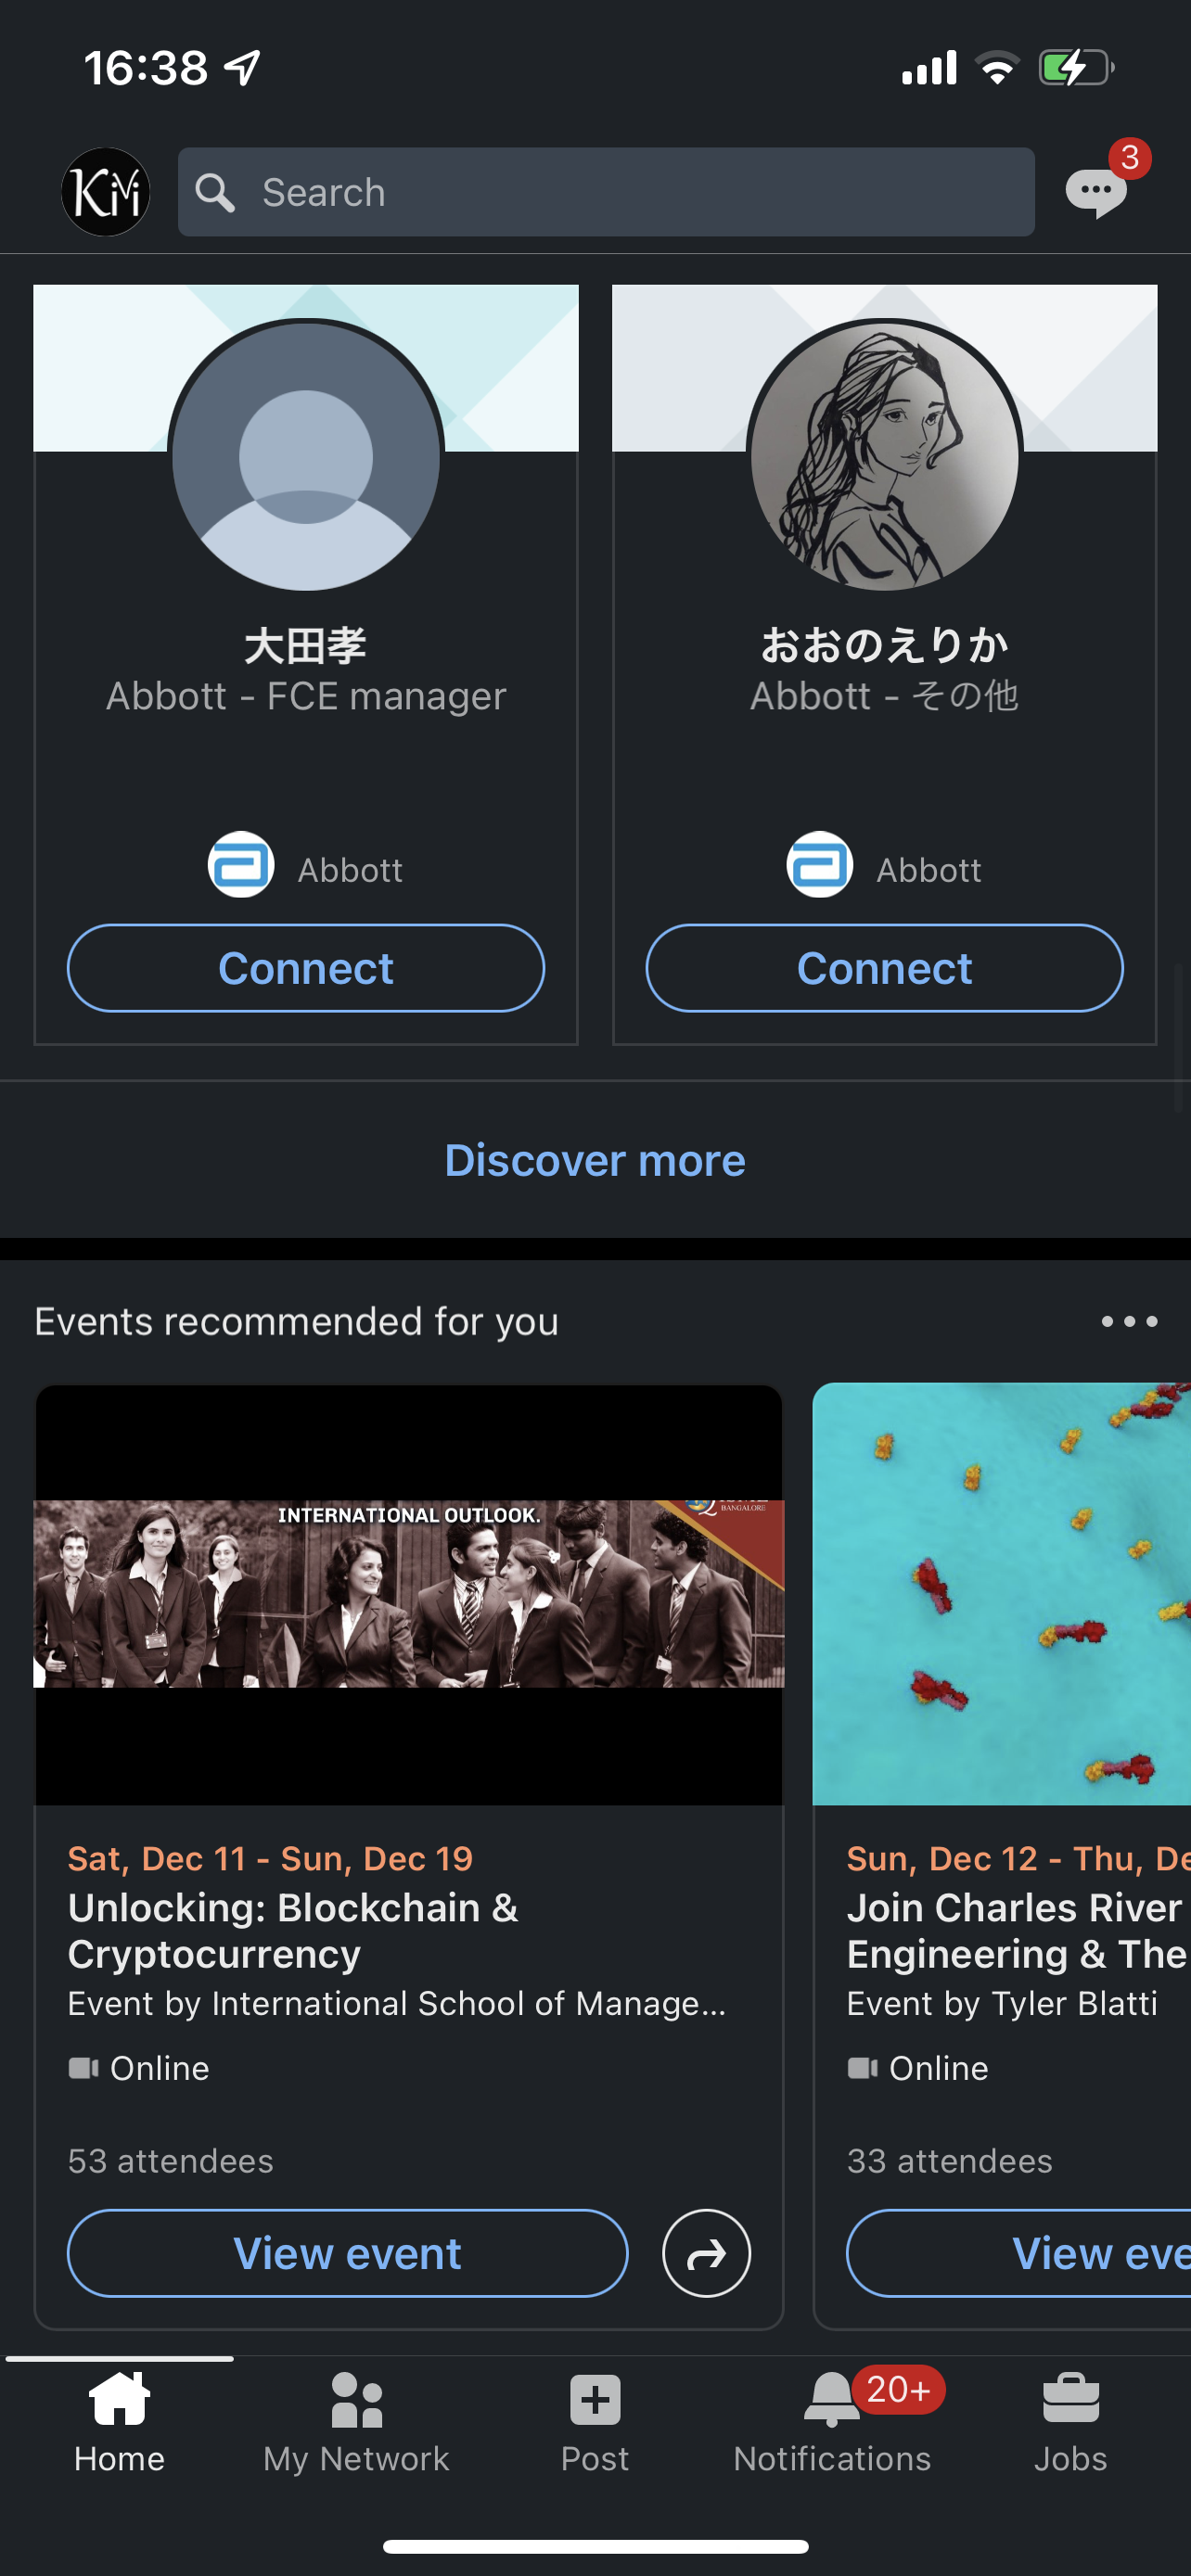 16:38
KiMi
Search
3
大田孝
Abbott - FCE manager
Abbott
Connect
おおのえりか
Abbott - その他
Abbott
Connect
Discover more
Events recommended for you
INTERNATIONAL OUTLOOK.
BANGALORE
Sat, Dec 11 - Sun, Dec 19
Unlocking: Blockchain &
Cryptocurrency
Event by International School of Manage...
Online
53 attendees
View event
Sun, Dec 12 - Thu, De
Join Charles River
Engineering & The
Event by Tyler Blatti
Online
33 attendees
View eve
Home
My Network
Post
20+
Notifications
Jobs